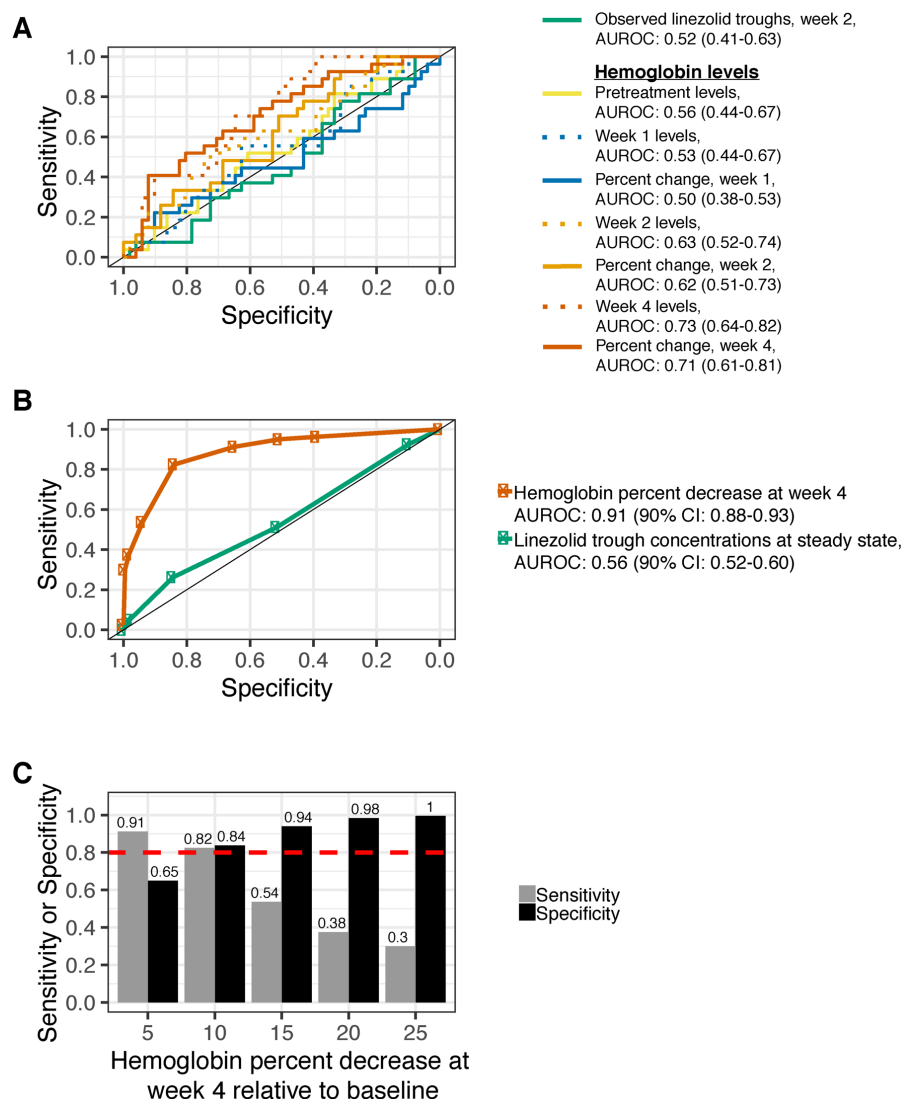 A
1.0
0.8
0.6
0.4
0.2
0.0
Sensitivity
1.0 0.8 0.6 0.4 0.2 0.0
Specificity
Observed linezolid troughs, week 2,
AUROC: 0.52 (0.41-0.63)
Hemoglobin levels
Pretreatment levels,
AUROC: 0.56 (0.44-0.67)
Week 1 levels,
AUROC: 0.53 (0.44-0.67)
Percent change, week 1,
AUROC: 0.50 (0.38-0.53)
Week 2 levels,
AUROC: 0.63 (0.52-0.74)
Percent change, week 2,
AUROC: 0.62 (0.51-0.73)
Week 4 levels,
AUROC: 0.73 (0.64-0.82)
Percent change, week 4,
AUROC: 0.71 (0.61-0.81)
B
1.0
0.8
0.6
0.4
0.2
0.0
Sensitivity
1.0 0.8 0.6 0.4 0.2 0.0
Specificity
Hemoglobin percent decrease at week 4
AUROC: 0.91 (90% CI: 0.88-0.93)
Linezolid trough concentrations at steady state,
AUROC: 0.56 (90% CI: 0.52-0.60)
C
1.0
0.8
0.6
0.4
0.2
0.0
Sensitivity or Specificity
0.91
0.65
0.82
0.84
0.54
0.94
0.38
0.98
0.3
1
5 10 15 20 25
Hemoglobin percent decrease at
week 4 relative to baseline
Sensitivity
Specificity